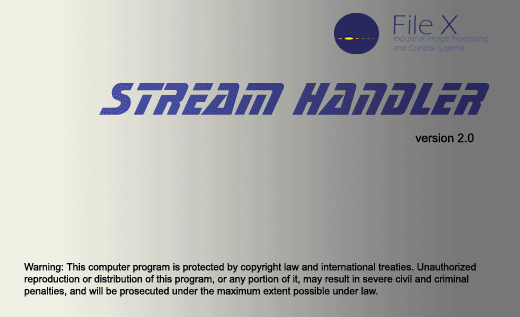 File X
Industrial Image Processing
and Control Systems
STREAM HANDLER
version 2.0
Warning: This computer program is protected by copyright law and international treaties. Unauthorized
reproduction or distribution of this program, or any portion of it, may result in severe civil and criminal
penalties, and will be prosecuted under the maximum extent possible under law.